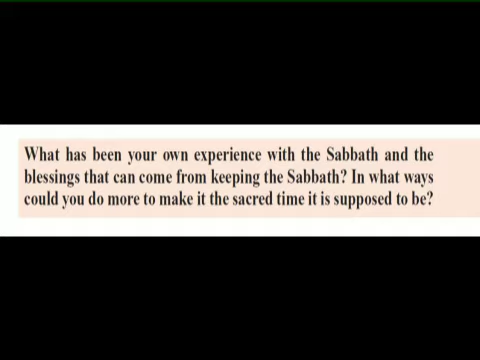 What has been your own experience with the Sabbath and the
blessings that can come from keeping the Sabbath? In what ways
could you do more to make it the sacred time it is supposed to be?